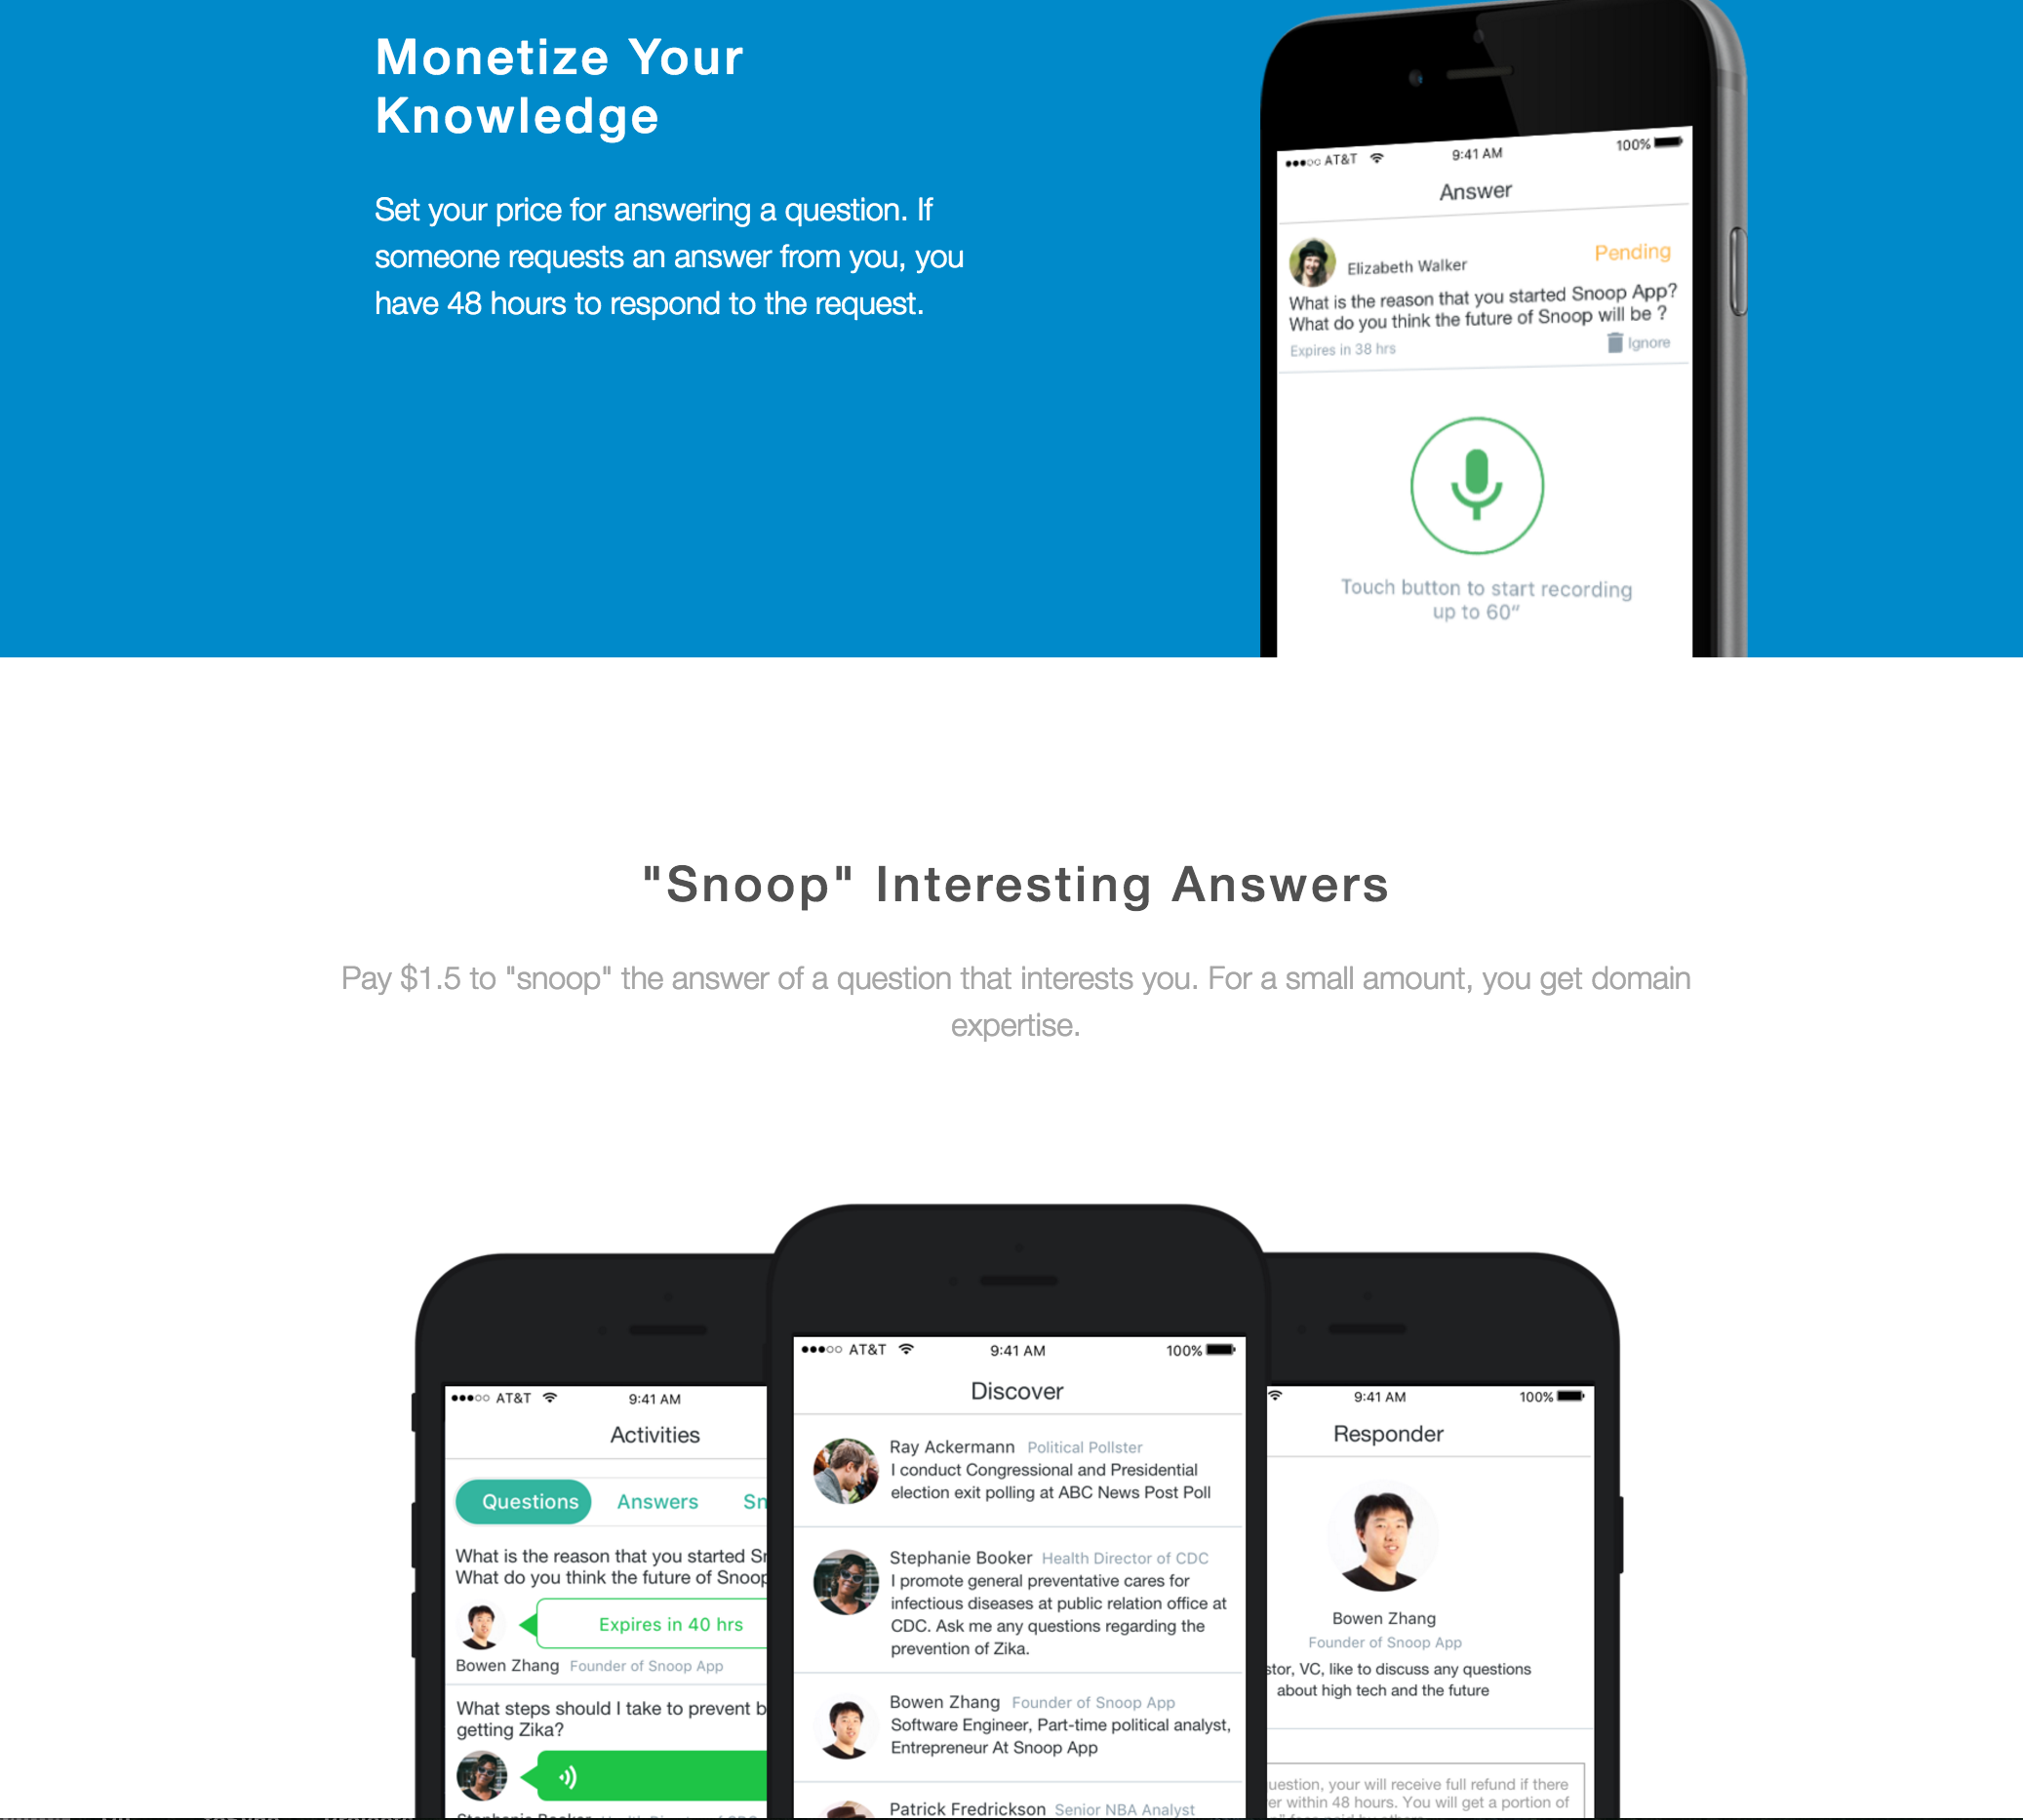 Monetize Your
Knowledge
Set your price for answering a question. If
someone requests an answer from you, you
have 48 hours to respond to the request.
AT&T 9:41 AM 100%
Answer
Elizabeth Walker Pending
What is the reason that you started Snoop App?
What do you think the future of Snoop will be ?
Expires in 38 hrs Ignore
Touch button to start recording
up to 60“
"Snoop" Interesting Answers
Pay $1.5 to "snoop" the answer of a question that interests you. For a small amount, you get domain
expertise.
AT&T 9:41 AM
Activities
Questions Answers Sn
What is the reason that you started Sn
What do you think the future of Snoop
Expires in 40 hrs
Bowen Zhang Founder of Snoop App
What steps should I take to prevent b
getting Zika?
AT&T 9:41 AM 100%
Discover
Ray Ackermann Political Pollster
I conduct Congressional and Presidential
election exit polling at ABC News Post Poll
Stephanie Booker Health Director of CDC
I promote general preventative cares for
infectious diseases at public relation office at
CDC. Ask me any questions regarding the
prevention of Zika.
Bowen Zhang Founder of Snoop App
Software Engineer, Part-time political analyst,
Entrepreneur At Snoop App
Patrick Fredrickson Senior NBA Analyst
9:41 AM 100%
Responder
Bowen Zhang
Founder of Snoop App
stor, VC, like to discuss any questions
about high tech and the future
uestion, your will receive full refund if there
er within 48 hours. You will get a portion of